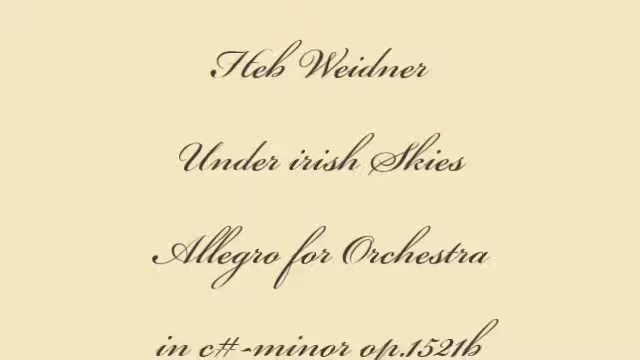 Heb Weidner
Under irish Skies
Allegro for Orchestra
in c#-minor op.1521b